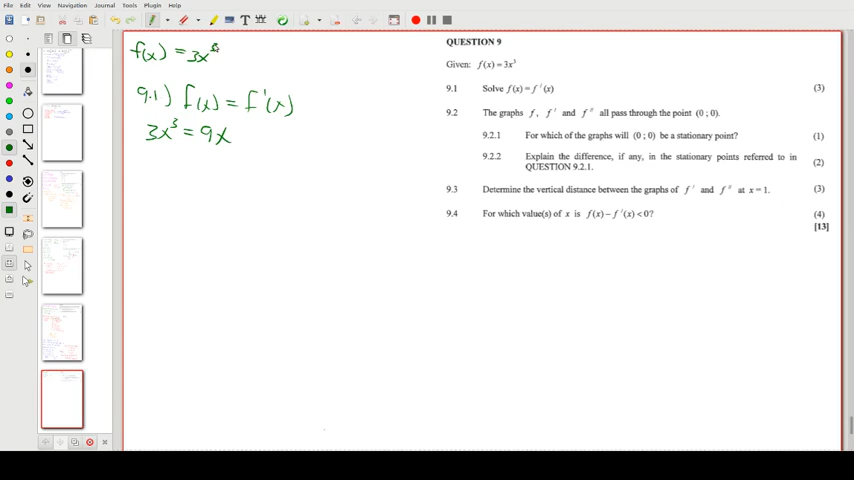 File Journal Edit View Navigation Page Tools Plugin Help
f(x) = 3x³
9.1) f(x) = f'(x)
3x³ = 9x
QUESTION 9
Given: f(x) = 3x³
9.1 Solve f(x) = f'(x) (3)
9.2 The graphs f, f' and f'' all pass through the point (0 ; 0).
9.2.1 For which of the graphs will (0 ; 0) be a stationary point? (1)
9.2.2 Explain the difference, if any, in the stationary points referred to in
QUESTION 9.2.1. (2)
9.3 Determine the vertical distance between the graphs of f' and f'' at x = 1. (3)
9.4 For which value(s) of x is f(x) − f'(x) < 0? (4)
[13]